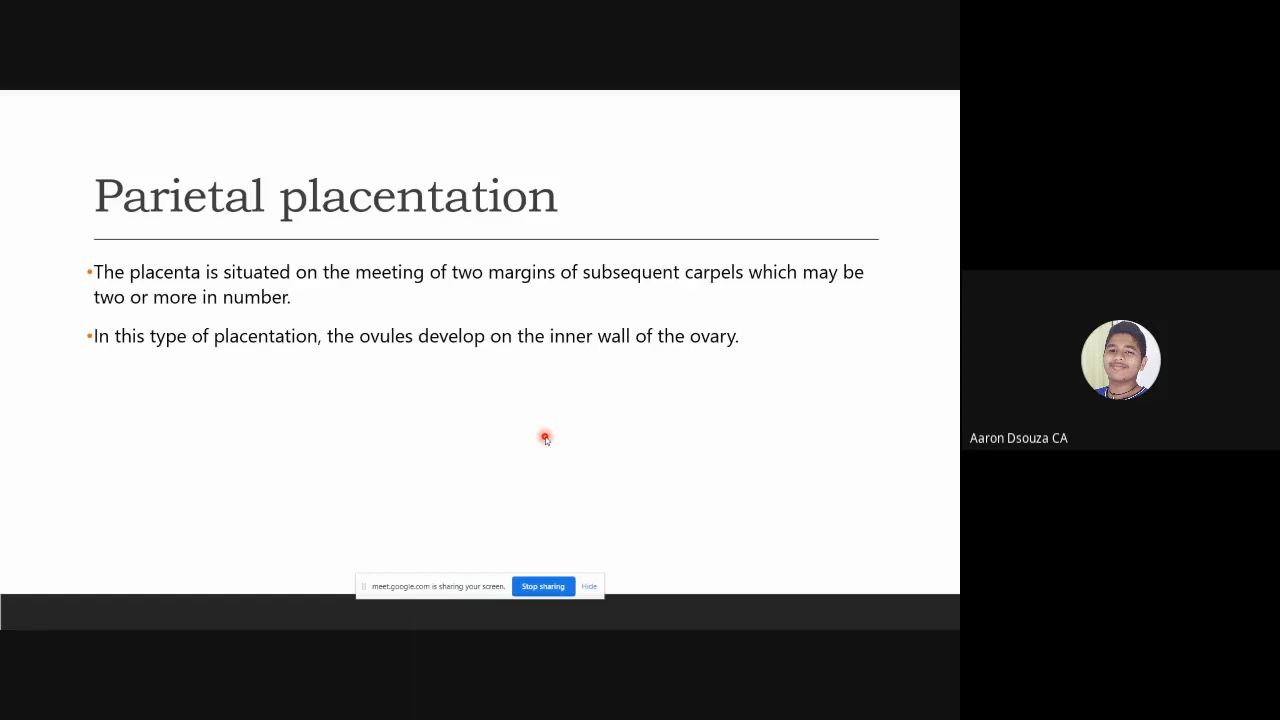 Parietal placentation
•The placenta is situated on the meeting of two margins of subsequent carpels which may be
two or more in number.
•In this type of placentation, the ovules develop on the inner wall of the ovary.
Aaron Dsouza CA
meet.google.com is sharing your screen. Stop sharing Hide